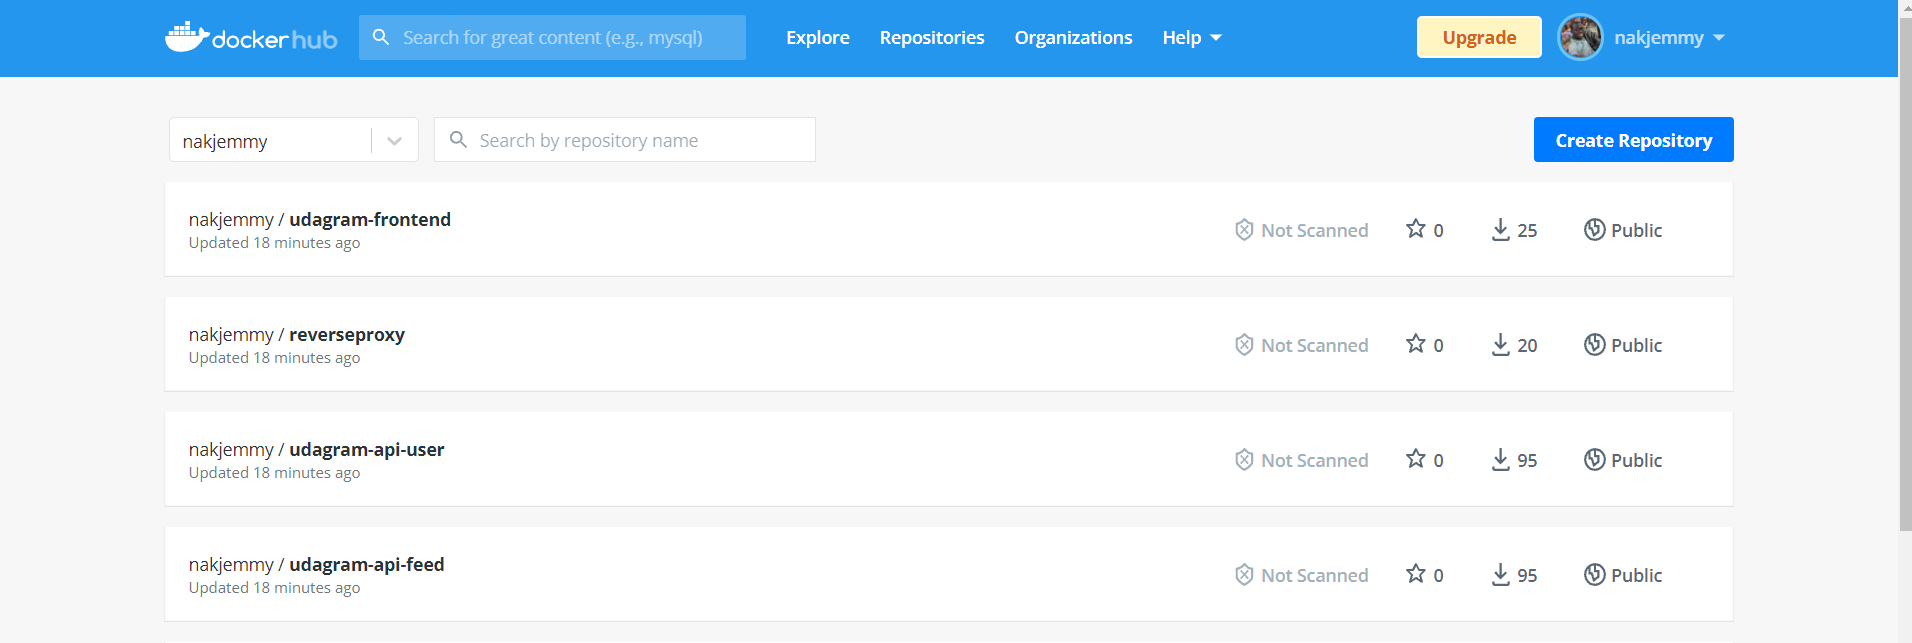 dockerhub Search for great content (e.g., mysql) Explore Repositories Organizations Help Upgrade nakjemmy
nakjemmy Search by repository name Create Repository
nakjemmy / udagram-frontend
Updated 18 minutes ago
Not Scanned 0 25 Public
nakjemmy / reverseproxy
Updated 18 minutes ago
Not Scanned 0 20 Public
nakjemmy / udagram-api-user
Updated 18 minutes ago
Not Scanned 0 95 Public
nakjemmy / udagram-api-feed
Updated 18 minutes ago
Not Scanned 0 95 Public